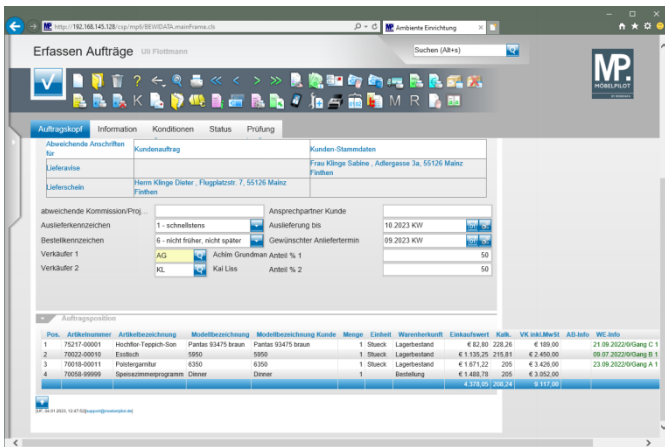 http://192.168.145.128/csp/mp6/BEWIDATA.mainFrame.cls
MP Ambiente Einrichtung
Erfassen Aufträge Uli Flottmann
Suchen (Alt+s)
MP
MÖBELPILOT
K
M R
Auftragskopf Information Konditionen Status Prüfung
Abweichende Anschriften für Kundenauftrag Kunden-Stammdaten
Lieferavise Frau Klinge Sabine , Adlergasse 3a, 55126 Mainz Finthen
Lieferschein Herrn Klinge Dieter , Flugplatzstr. 7, 55126 Mainz Finthen
abweichende Kommission/Proj... Ansprechpartner Kunde
Auslieferkennzeichen 1 - schnellstens Auslieferung bis 10.2023 KW
Bestellkennzeichen 6 - nicht früher, nicht später Gewünschter Anliefertermin 09.2023 KW
Verkäufer 1 AG Achim Grundman Anteil % 1 50
Verkäufer 2 KL Kai Liss Anteil % 2 50
Auftragsposition
Pos. Artikelnummer Artikelbezeichnung Modellbezeichnung Modellbezeichnung Kunde Menge Einheit Warenherkunft Einkaufswert Kalk. VK inkl.MwSt AB-Info WE-Info
1 75217-00001 Hochflor-Teppich-Son Pantas 93475 braun Pantas 93475 braun 1 Stueck Lagerbestand € 82,80 228,26 € 189,00 21.09.2022/0/Gang C 1
2 70022-00010 Esstisch 5950 5950 1 Stueck Lagerbestand € 1.135,25 215,81 € 2.450,00 09.07.2022/0/Gang B 1
3 70018-00011 Polstergarnitur 6350 6350 1 Stueck Lagerbestand € 1.671,22 205 € 3.426,00 23.09.2022/0/Gang A 1
4 70058-99999 Speisezimmerprogramm Dinner Dinner 1 Bestellung € 1.488,78 205 € 3.052,00
4.378,05 208,24 9.117,00